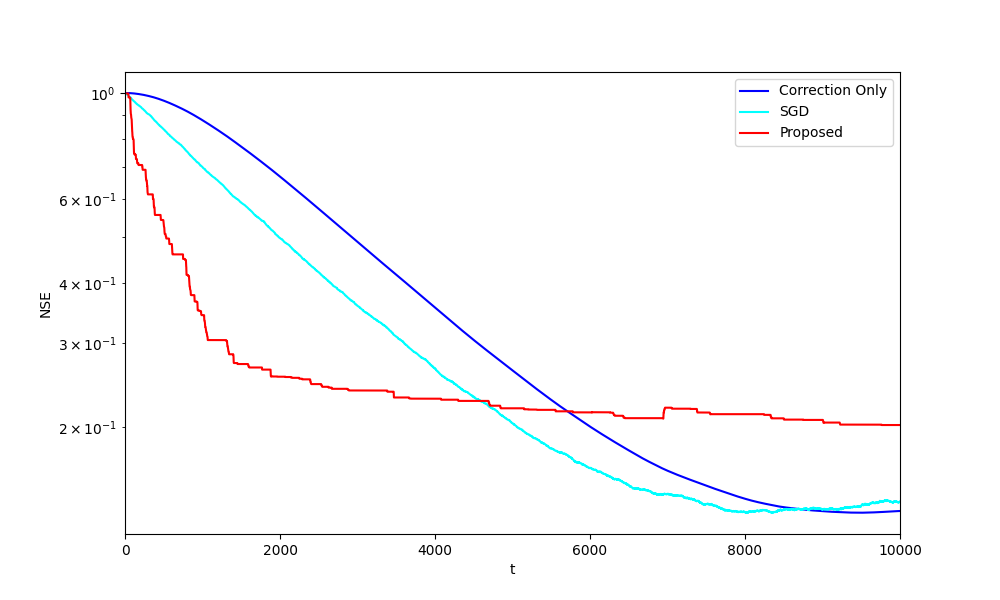 Correction Only
SGD
Proposed
10⁰
6 × 10⁻¹
4 × 10⁻¹
3 × 10⁻¹
2 × 10⁻¹
NSE
0 2000 4000 6000 8000 10000
t